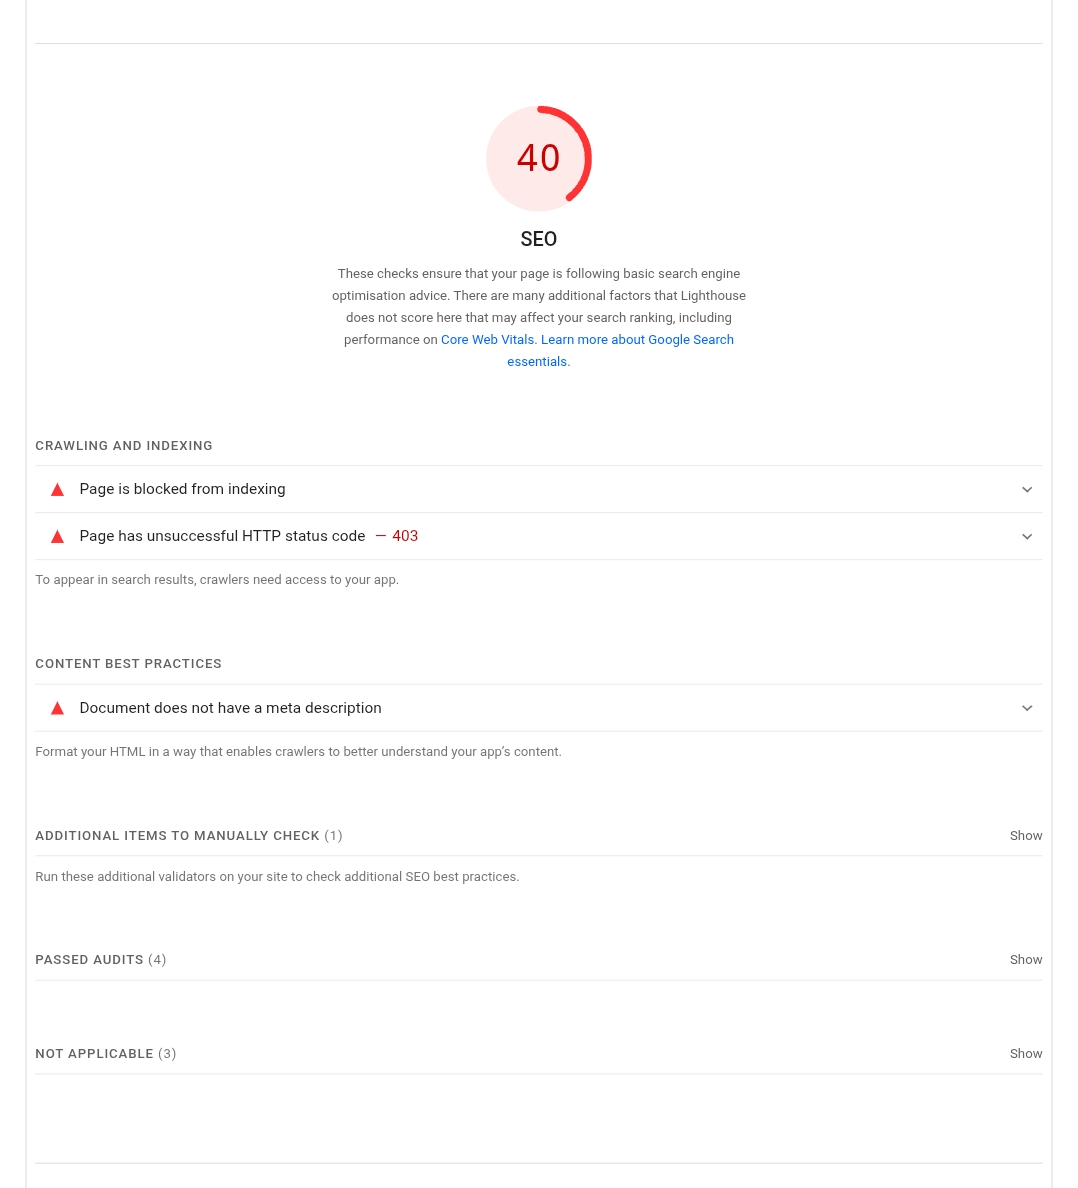 40
SEO
These checks ensure that your page is following basic search engine
optimisation advice. There are many additional factors that Lighthouse
does not score here that may affect your search ranking, including
performance on Core Web Vitals. Learn more about Google Search
essentials.
CRAWLING AND INDEXING
Page is blocked from indexing
Page has unsuccessful HTTP status code — 403
To appear in search results, crawlers need access to your app.
CONTENT BEST PRACTICES
Document does not have a meta description
Format your HTML in a way that enables crawlers to better understand your app’s content.
ADDITIONAL ITEMS TO MANUALLY CHECK (1) Show
Run these additional validators on your site to check additional SEO best practices.
PASSED AUDITS (4) Show
NOT APPLICABLE (3) Show